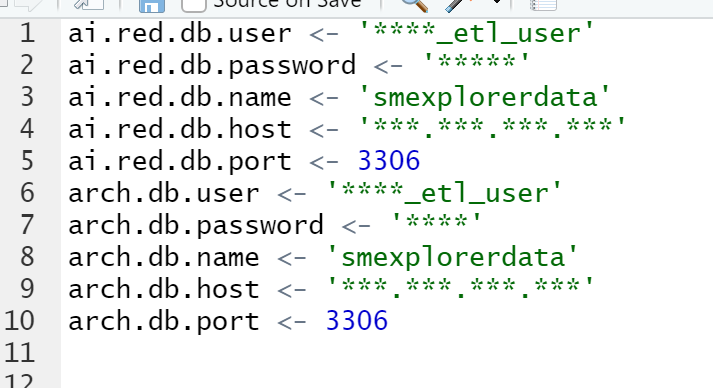 Source on Save
1 ai.red.db.user <- '****_etl_user'
2 ai.red.db.password <- '*****'
3 ai.red.db.name <- 'smexplorerdata'
4 ai.red.db.host <- '***.***.***.***'
5 ai.red.db.port <- 3306
6 arch.db.user <- '****_etl_user'
7 arch.db.password <- '****'
8 arch.db.name <- 'smexplorerdata'
9 arch.db.host <- '***.***.***.***'
10 arch.db.port <- 3306
11
12